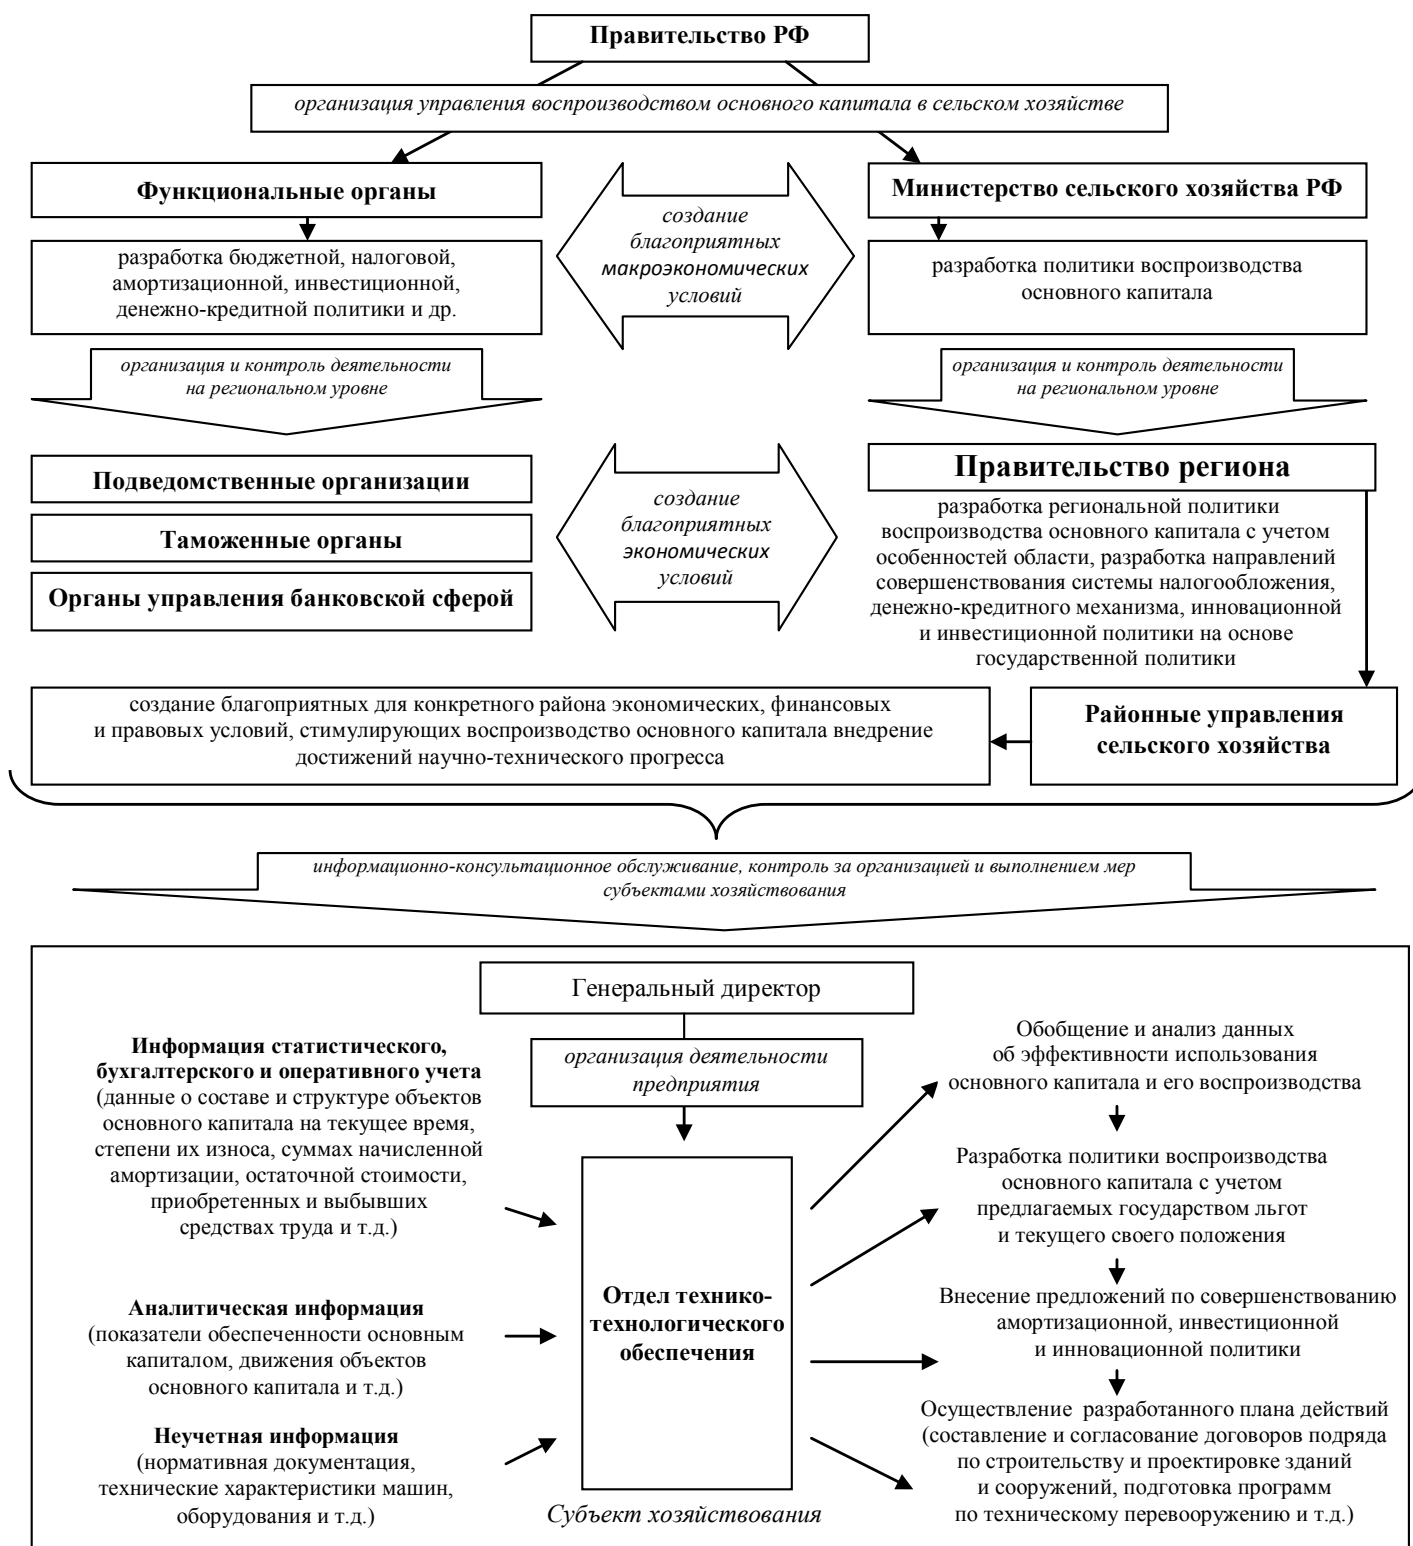 Правительство РФ
организация управления воспроизводством основного капитала в сельском хозяйстве
Функциональные органы
Министерство сельского хозяйства РФ
создание
благоприятных
макроэкономических
условий
разработка бюджетной, налоговой,
амортизационной, инвестиционной,
денежно-кредитной политики и др.
разработка политики воспроизводства
основного капитала
организация и контроль деятельности
на региональном уровне
организация и контроль деятельности
на региональном уровне
Подведомственные организации
Таможенные органы
Органы управления банковской сферой
создание
благоприятных
экономических
условий
Правительство региона
разработка региональной политики
воспроизводства основного капитала с учетом
особенностей области, разработка направлений
совершенствования системы налогообложения,
денежно-кредитного механизма, инновационной
и инвестиционной политики на основе
государственной политики
создание благоприятных для конкретного района экономических, финансовых
и правовых условий, стимулирующих воспроизводство основного капитала внедрение
достижений научно-технического прогресса
Районные управления
сельского хозяйства
информационно-консультационное обслуживание, контроль за организацией и выполнением мер
субъектами хозяйствования
Генеральный директор
организация деятельности
предприятия
Информация статистического,
бухгалтерского и оперативного учета
(данные о составе и структуре объектов
основного капитала на текущее время,
степени их износа, суммах начисленной
амортизации, остаточной стоимости,
приобретенных и выбывших
средствах труда и т.д.)
Аналитическая информация
(показатели обеспеченности основным
капиталом, движения объектов
основного капитала и т.д.)
Неучетная информация
(нормативная документация,
технические характеристики машин,
оборудования и т.д.)
Отдел технико-
технологического
обеспечения
Субъект хозяйствования
Обобщение и анализ данных
об эффективности использования
основного капитала и его воспроизводства
Разработка политики воспроизводства
основного капитала с учетом
предлагаемых государством льгот
и текущего своего положения
Внесение предложений по совершенствованию
амортизационной, инвестиционной
и инновационной политики
Осуществление разработанного плана действий
(составление и согласование договоров подряда
по строительству и проектировке зданий
и сооружений, подготовка программ
по техническому перевооружению и т.д.)